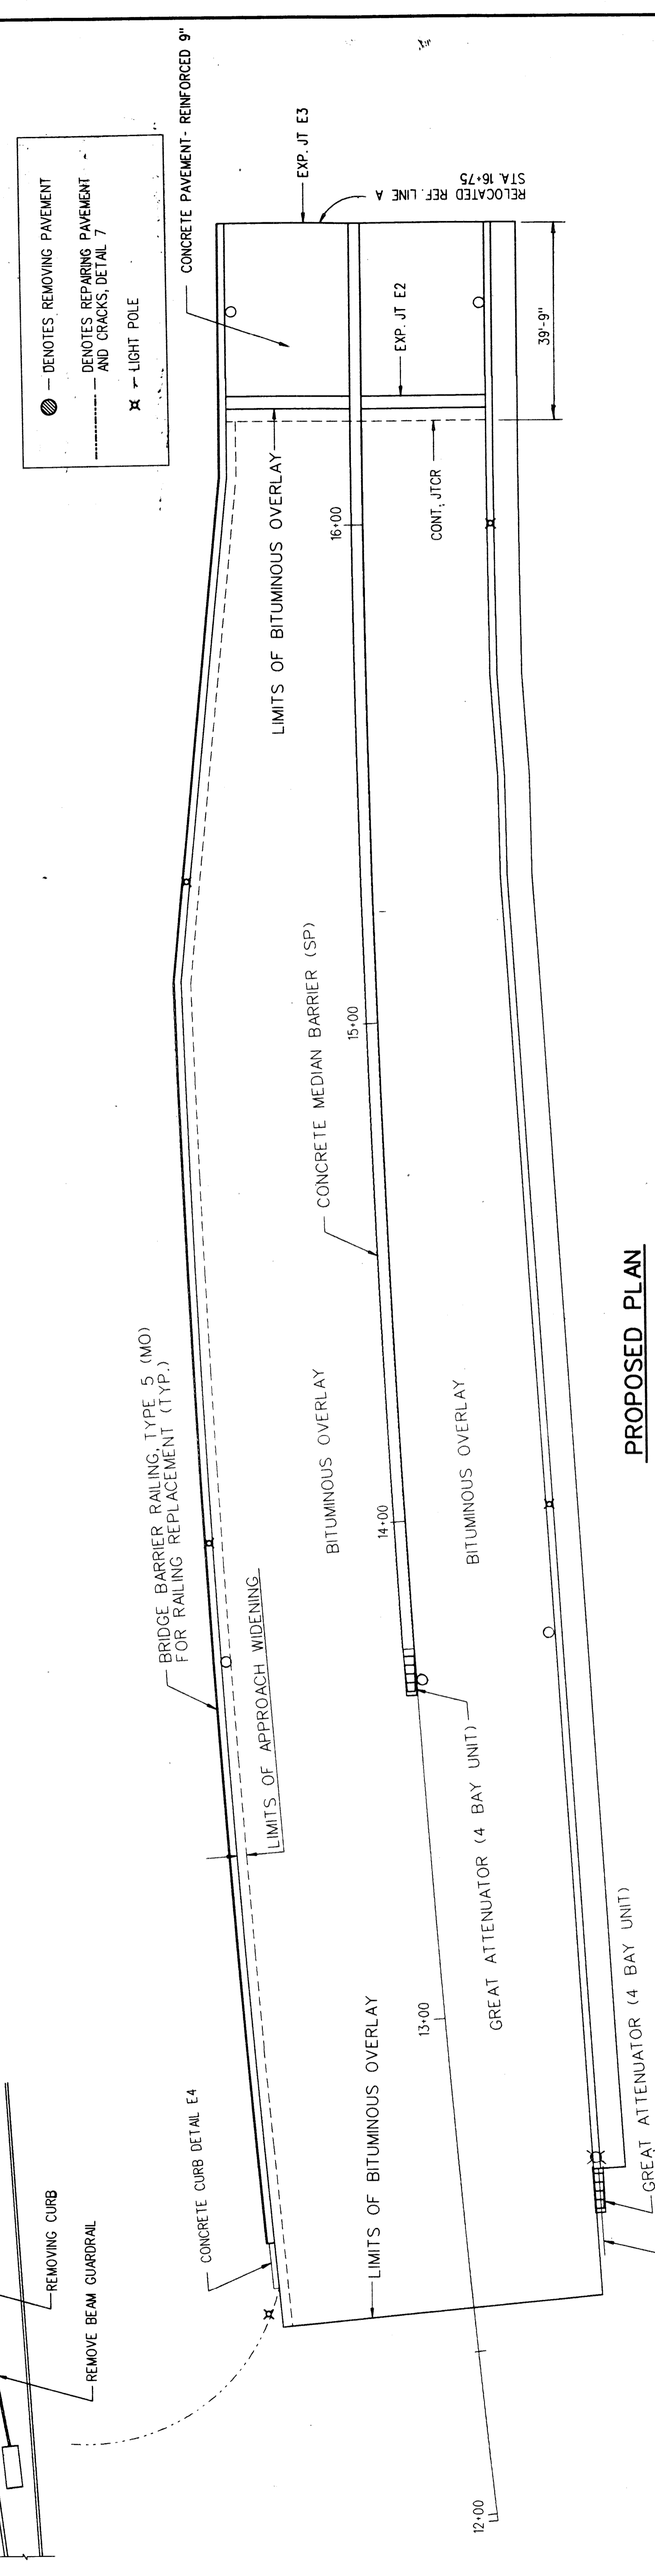 DENOTES REMOVING PAVEMENT
DENOTES REPAIRING PAVEMENT
AND CRACKS, DETAIL 7
LIGHT POLE
CONCRETE PAVEMENT- REINFORCED 9"
EXP. JT E3
RELOCATED REF. LINE A
STA. 16+75
EXP. JT E2
39'-9"
LIMITS OF BITUMINOUS OVERLAY
16+00
CONT. JTCR
CONCRETE MEDIAN BARRIER (SP)
15+00
BRIDGE BARRIER RAILING, TYPE 5 (MO)
FOR RAILING REPLACEMENT (TYP.)
BITUMINOUS OVERLAY
BITUMINOUS OVERLAY
14+00
PROPOSED PLAN
LIMITS OF APPROACH WIDENING
GREAT ATTENUATOR (4 BAY UNIT)
13+00
LIMITS OF BITUMINOUS OVERLAY
CONCRETE CURB DETAIL E4
GREAT ATTENUATOR (4 BAY UNIT)
REMOVING CURB
REMOVE BEAM GUARDRAIL
12+00